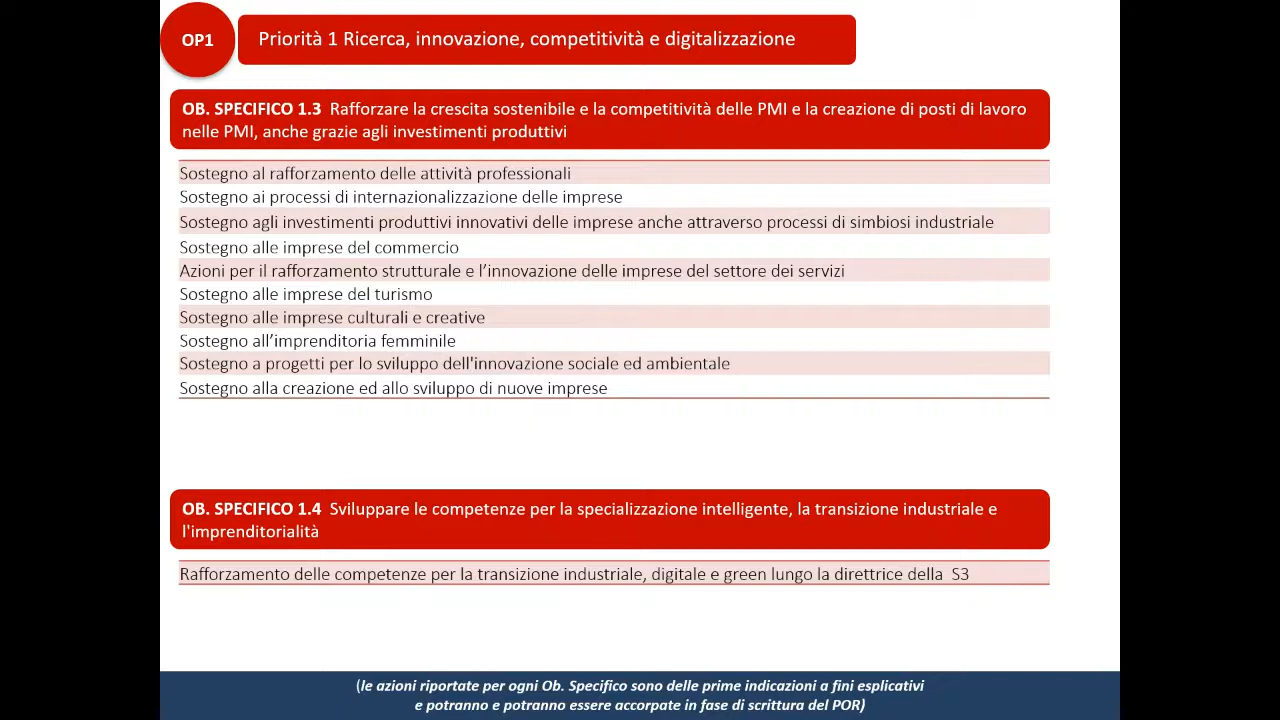 OP1
Priorità 1 Ricerca, innovazione, competitività e digitalizzazione
OB. SPECIFICO 1.3 Rafforzare la crescita sostenibile e la competitività delle PMI e la creazione di posti di lavoro
nelle PMI, anche grazie agli investimenti produttivi
Sostegno al rafforzamento delle attività professionali
Sostegno ai processi di internazionalizzazione delle imprese
Sostegno agli investimenti produttivi innovativi delle imprese anche attraverso processi di simbiosi industriale
Sostegno alle imprese del commercio
Azioni per il rafforzamento strutturale e l’innovazione delle imprese del settore dei servizi
Sostegno alle imprese del turismo
Sostegno alle imprese culturali e creative
Sostegno all’imprenditoria femminile
Sostegno a progetti per lo sviluppo dell'innovazione sociale ed ambientale
Sostegno alla creazione ed allo sviluppo di nuove imprese
OB. SPECIFICO 1.4 Sviluppare le competenze per la specializzazione intelligente, la transizione industriale e
l'imprenditorialità
Rafforzamento delle competenze per la transizione industriale, digitale e green lungo la direttrice della S3
(le azioni riportate per ogni Ob. Specifico sono delle prime indicazioni a fini esplicativi
e potranno e potranno essere accorpate in fase di scrittura del POR)